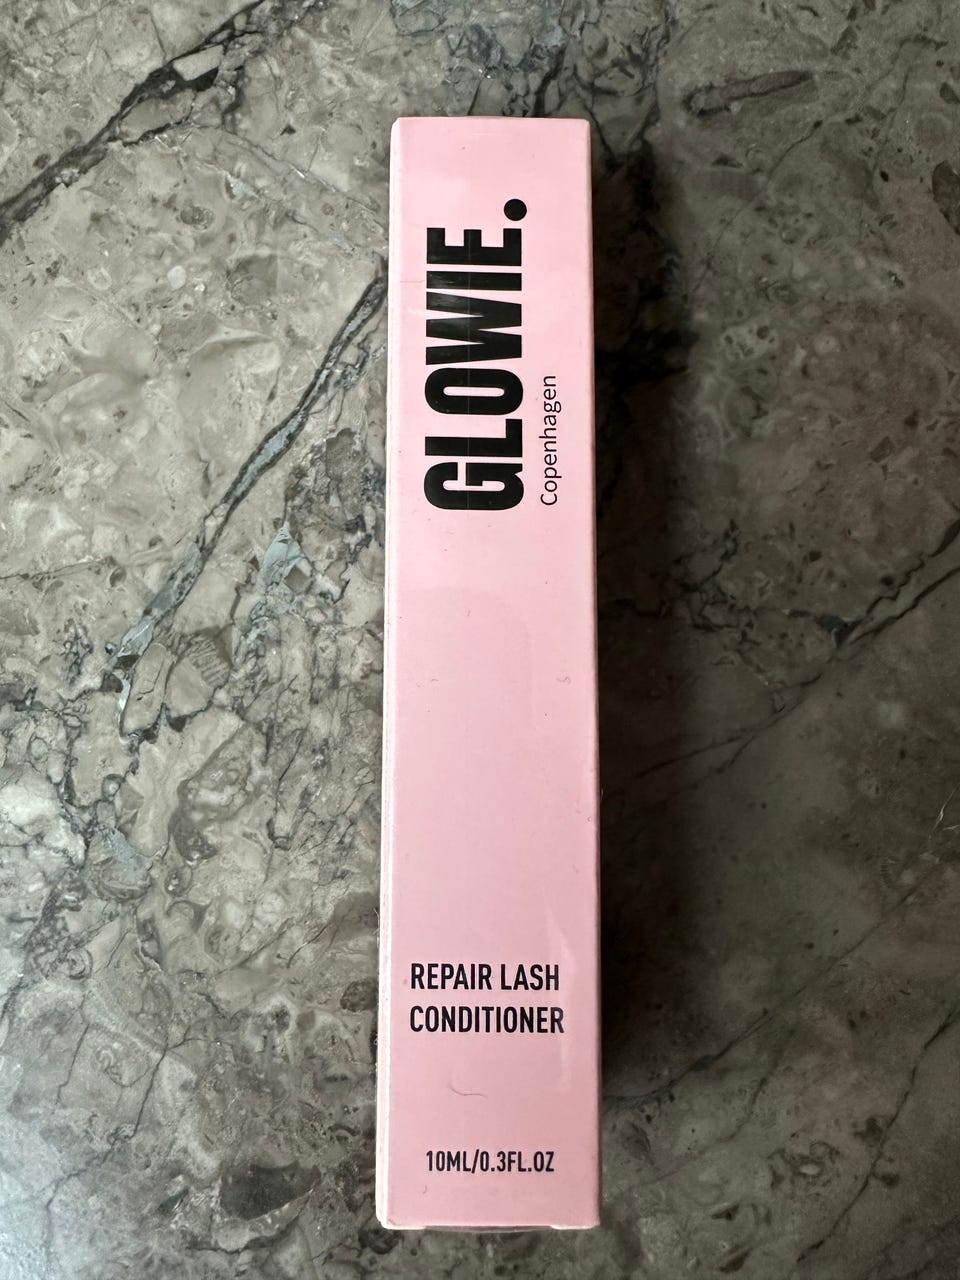 GLOWIE.
Copenhagen
REPAIR LASH
CONDITIONER
10ML/0.3FL.OZ